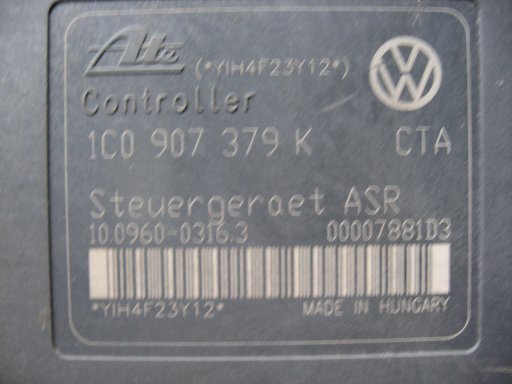 Ate (*YIH4F23Y12*)
Controller
1C0 907 379 K CTA
Steuergeraet ASR
10.0960-0316.3 00007881D3
*YIH4F23Y12* MADE IN HUNGARY